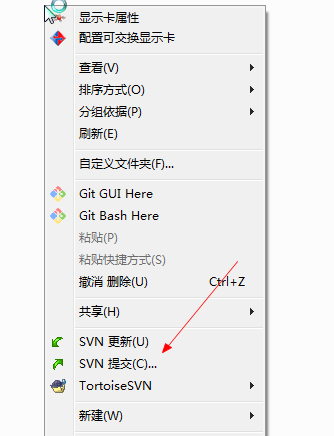 显示卡属性
配置可交换显示卡
查看(V)
排序方式(O)
分组依据(P)
刷新(E)
自定义文件夹(F)...
Git GUI Here
Git Bash Here
粘贴(P)
粘贴快捷方式(S)
撤消 删除(U) Ctrl+Z
共享(H)
SVN 更新(U)
SVN 提交(C)...
TortoiseSVN
新建(W)